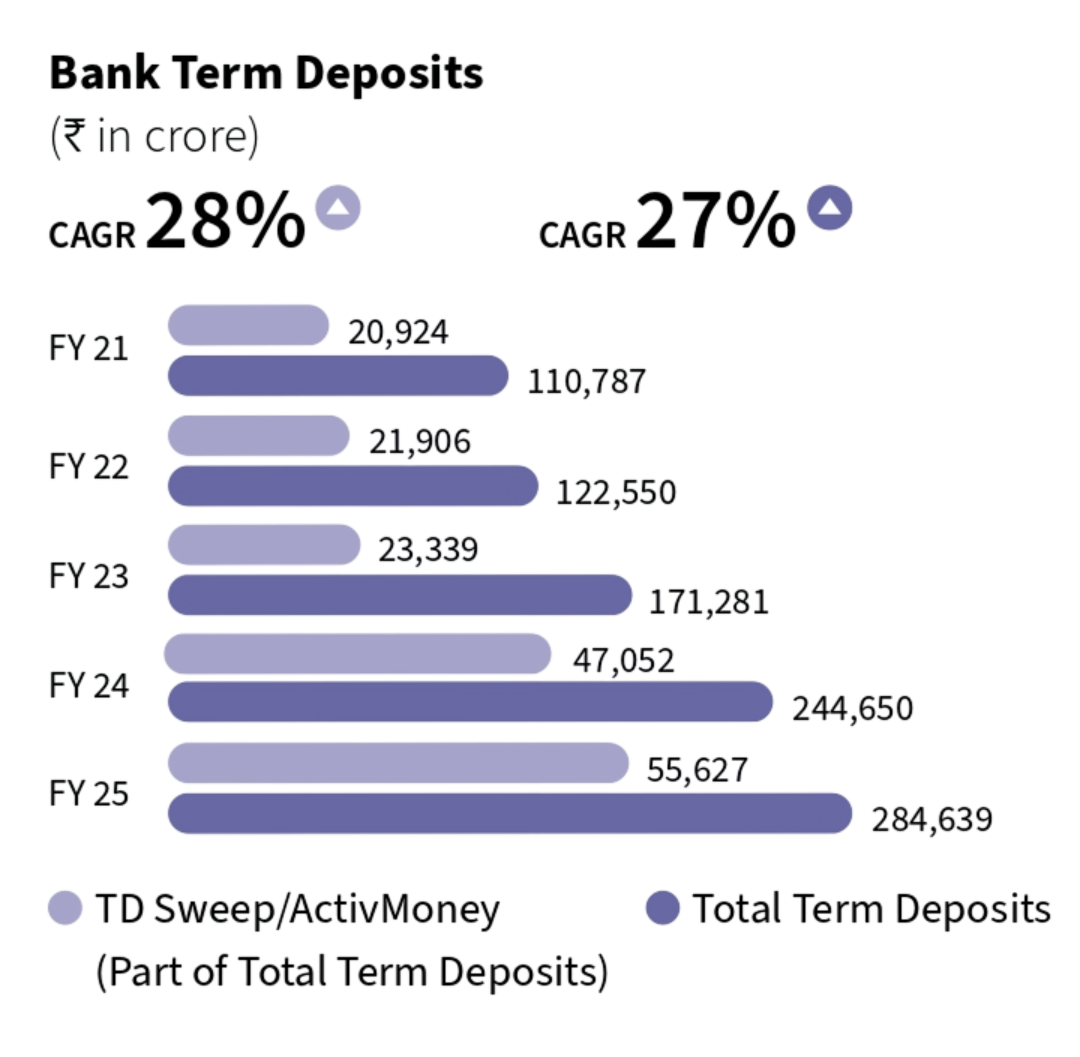 Bank Term Deposits
(₹ in crore)
CAGR 28% CAGR 27%
FY 21
20,924
110,787
FY 22
21,906
122,550
FY 23
23,339
171,281
FY 24
47,052
244,650
FY 25
55,627
284,639
TD Sweep/ActivMoney
(Part of Total Term Deposits)
Total Term Deposits